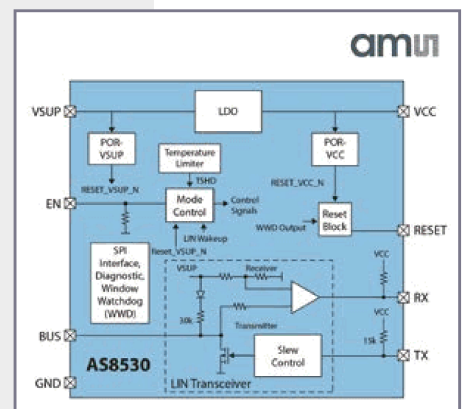 amu
VSUP
LDO
VCC
POR-
VSUP
Temperature
Limiter
POR-
VCC
RESET_VSUP_N
TSHD
RESET_VCC_N
EN
Mode
Control
Control
Signals
WWD Output
Reset
Block
RESET
LIN Wakeup
Reset_VSUP_N
SPI
Interface,
Diagnostic,
Window
Watchdog
(WWD)
VSUP
Receiver
VCC
30k
RX
Transmitter
VCC
BUS
Slew
Control
15k
TX
AS8530
LIN Transceiver
GND